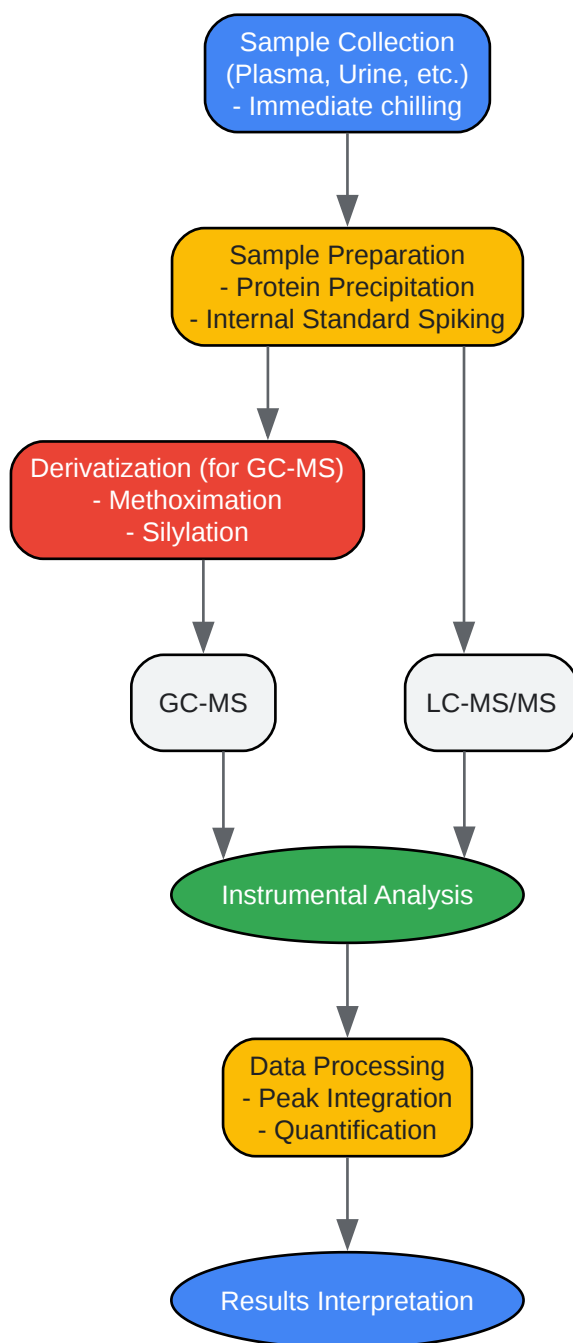 Sample Collection
(Plasma, Urine, etc.)
- Immediate chilling
Sample Preparation
- Protein Precipitation
- Internal Standard Spiking
Derivatization (for GC-MS)
- Methoximation
- Silylation
GC-MS
LC-MS/MS
Instrumental Analysis
Data Processing
- Peak Integration
- Quantification
Results Interpretation